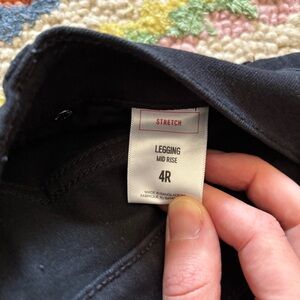 STRETCH
LEGGING
MID RISE
4R